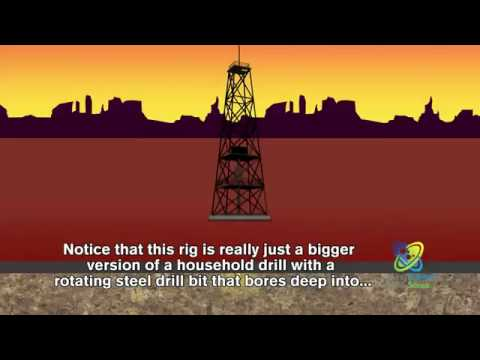 Notice that this rig is really just a bigger
version of a household drill with a
rotating steel drill bit that bores deep into...